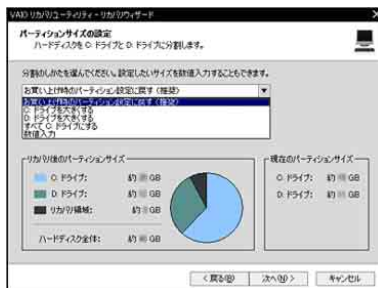 VAIO リカバリユーティリティ - リカバリウィザード
パーティションサイズの設定
ハードディスクを C: ドライブと D: ドライブに分割します。
分割のしかたを選んでください。設定したいサイズを数値入力することもできます。
お買い上げ時のパーティション設定に戻す (推奨)
お買い上げ時のパーティション設定に戻す (推奨)
C: ドライブを大きくする
D: ドライブを大きくする
すべて C: ドライブにする
数値入力
リカバリ後のパーティションサイズ
C: ドライブ: 約 GB
D: ドライブ: 約 GB
リカバリ領域: 約 GB
ハードディスク全体: 約 GB
現在のパーティションサイズ
C: ドライブ: 約 GB
D: ドライブ: 約 GB
< 戻る(B)
次へ(N) >
キャンセル